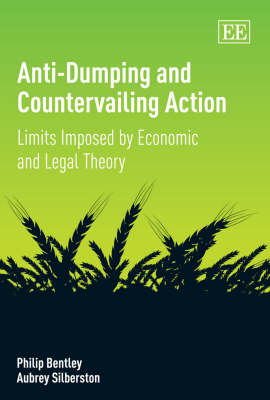 EE
Anti-Dumping and
Countervailing Action
Limits Imposed by Economic
and Legal Theory
Philip Bentley
Aubrey Silberston